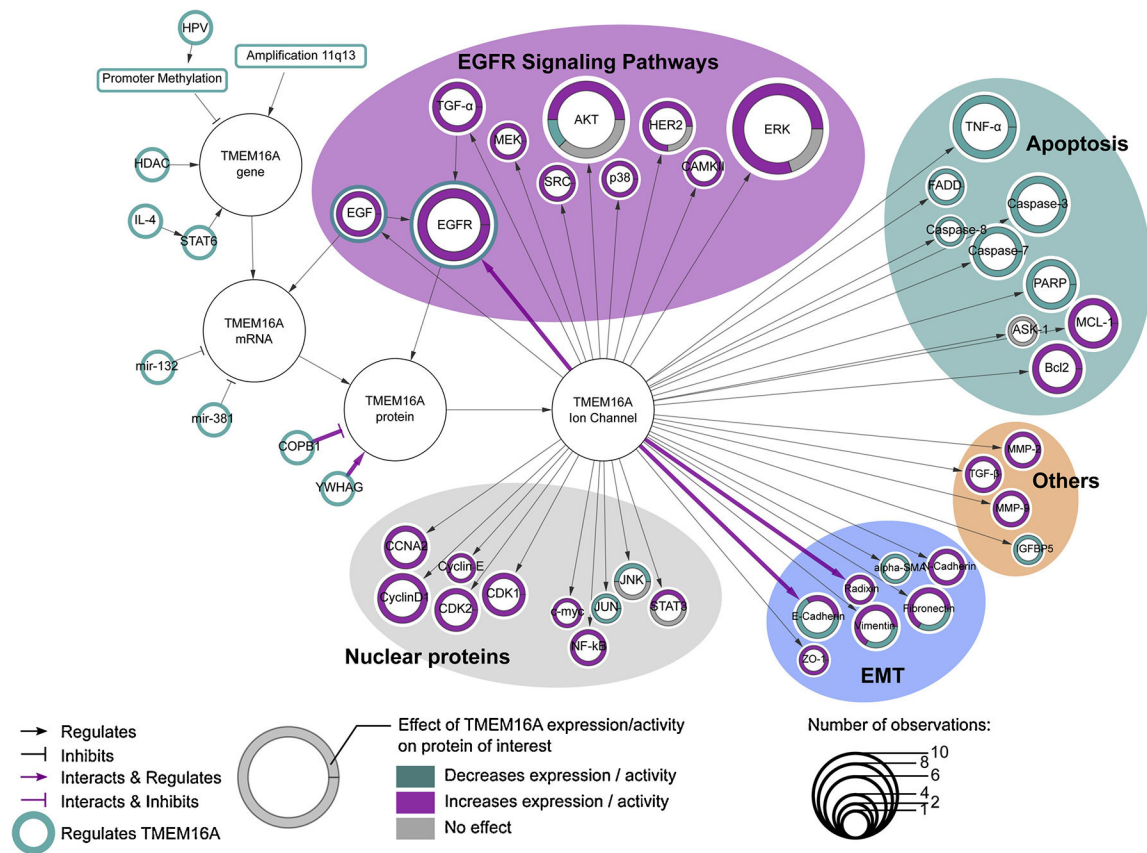 HPV
Amplification 11q13
Promoter Methylation
TMEM16A
gene
HDAC
IL-4
STAT6
TMEM16A
mRNA
mir-132
mir-381
COPB1
YWHAG
TMEM16A
protein
TMEM16A
Ion Channel
EGFR Signaling Pathways
TGF-α
MEK
AKT
HER2
ERK
SRC
p38
CAMKII
EGF
EGFR
Apoptosis
TNF-α
FADD
Caspase-3
Caspase-8
Caspase-7
PARP
ASK-1
MCL-1
Bcl2
Others
MMP-2
TGF-β
MMP-9
IGFBP5
EMT
alpha-SMA
N-Cadherin
Radixin
E-Cadherin
Vimentin
Fibronectin
ZO-1
Nuclear proteins
CCNA2
Cyclin E
CyclinD1
CDK2
CDK1
c-myc
JUN
JNK
STAT3
NF-kB
Regulates
Inhibits
Interacts & Regulates
Interacts & Inhibits
Regulates TMEM16A
Effect of TMEM16A expression/activity
on protein of interest
Decreases expression / activity
Increases expression / activity
No effect
Number of observations:
10
8
6
4
2
1